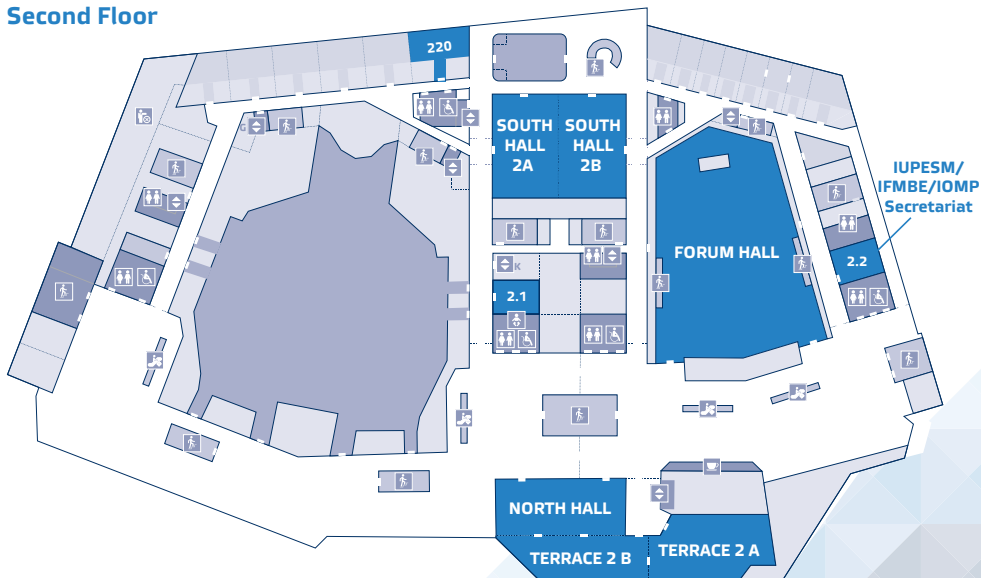 Second Floor
220
SOUTH
HALL
2A
SOUTH
HALL
2B
IUPESM/
IFMBE/IOMP
Secretariat
G
FORUM HALL
2.2
K
2.1
NORTH HALL
TERRACE 2 B
TERRACE 2 A